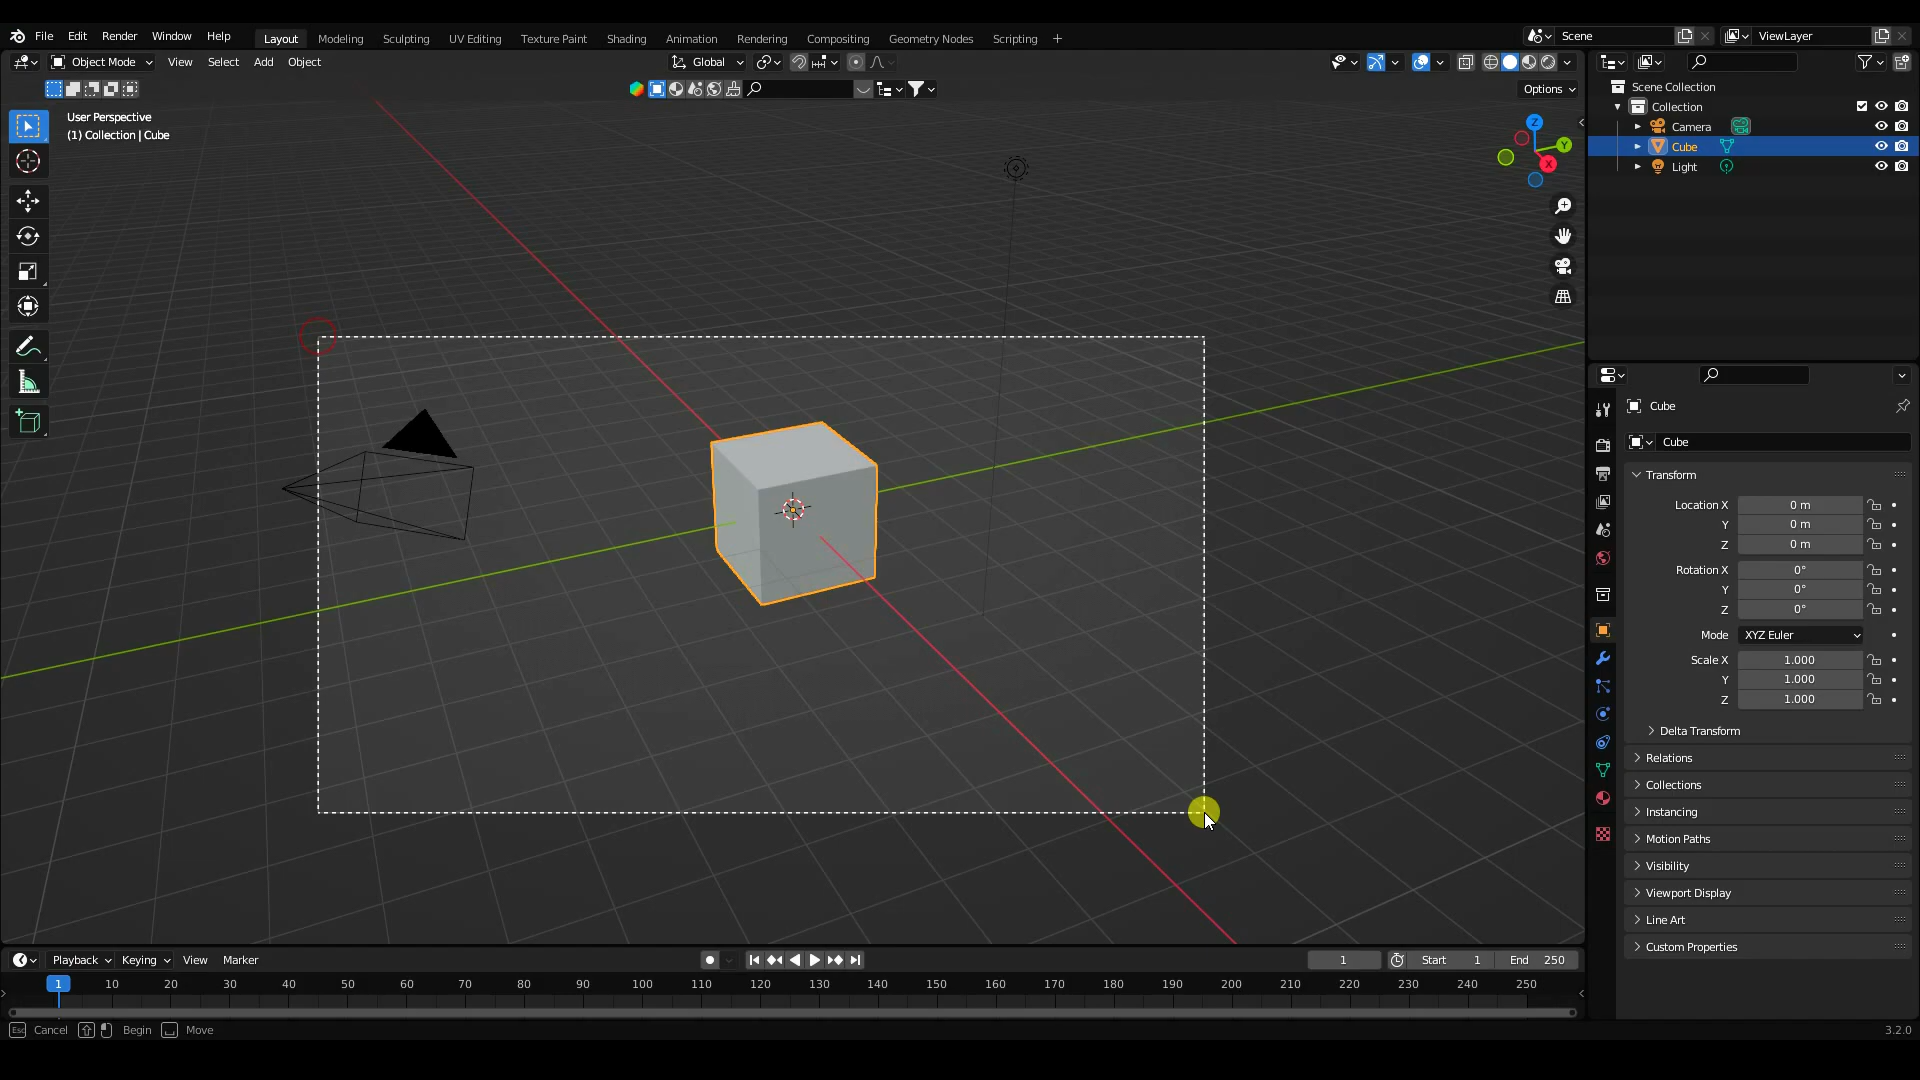 File Edit Render Window Help Layout Modeling Sculpting UV Editing Texture Paint Shading Animation Rendering Compositing Geometry Nodes Scripting + Scene ViewLayer
Object Mode View Select Add Object Global
Options
User Perspective
(1) Collection | Cube
Z
Y
X
Scene Collection
Collection
Camera
Cube
Light
Cube
Cube
Transform
Location X 0 m
Y 0 m
Z 0 m
Rotation X 0°
Y 0°
Z 0°
Mode XYZ Euler
Scale X 1.000
Y 1.000
Z 1.000
Delta Transform
Relations
Collections
Instancing
Motion Paths
Visibility
Viewport Display
Line Art
Custom Properties
Playback Keying View Marker 1 Start 1 End 250
1 10 20 30 40 50 60 70 80 90 100 110 120 130 140 150 160 170 180 190 200 210 220 230 240 250
Esc Cancel Begin Move 3.2.0